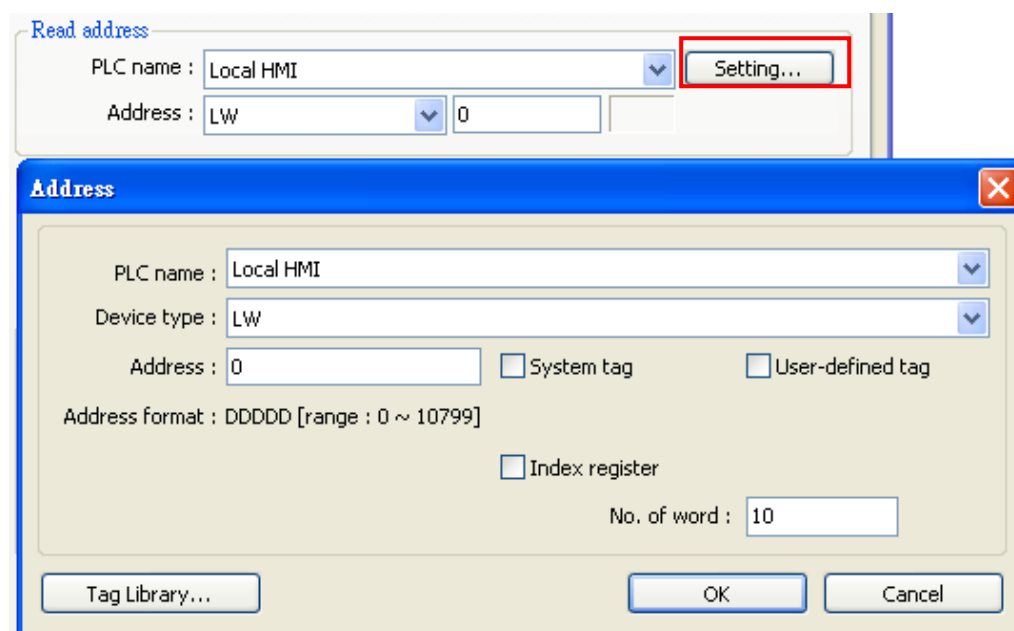 Read address
PLC name : Local HMI Setting...
Address : LW 0
Address
PLC name : Local HMI
Device type : LW
Address : 0 System tag User-defined tag
Address format : DDDDD [range : 0 ~ 10799]
Index register
No. of word : 10
Tag Library... OK Cancel